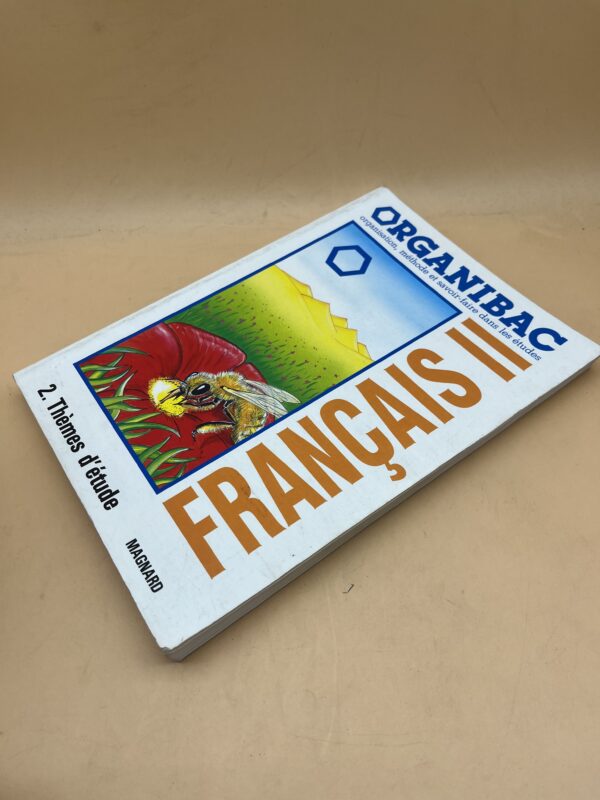 ORGANIBAC
organisation, méthode et savoir-faire dans les études
FRANÇAIS II
2. Thèmes d'étude
MAGNARD